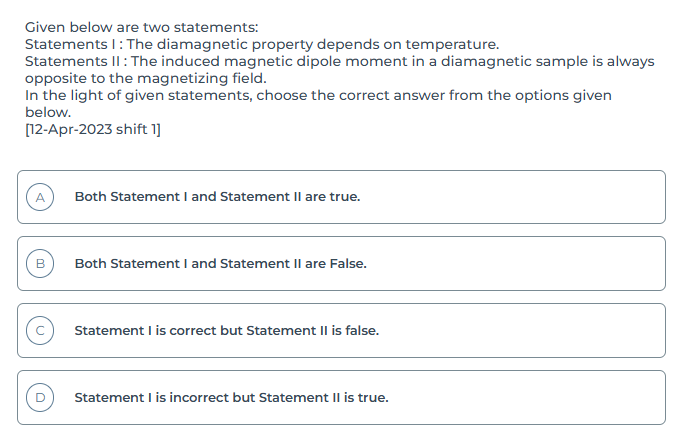 Given below are two statements:
Statements I : The diamagnetic property depends on temperature.
Statements II : The induced magnetic dipole moment in a diamagnetic sample is always
opposite to the magnetizing field.
In the light of given statements, choose the correct answer from the options given
below.
[12-Apr-2023 shift 1]
A Both Statement I and Statement II are true.
B Both Statement I and Statement II are False.
C Statement I is correct but Statement II is false.
D Statement I is incorrect but Statement II is true.